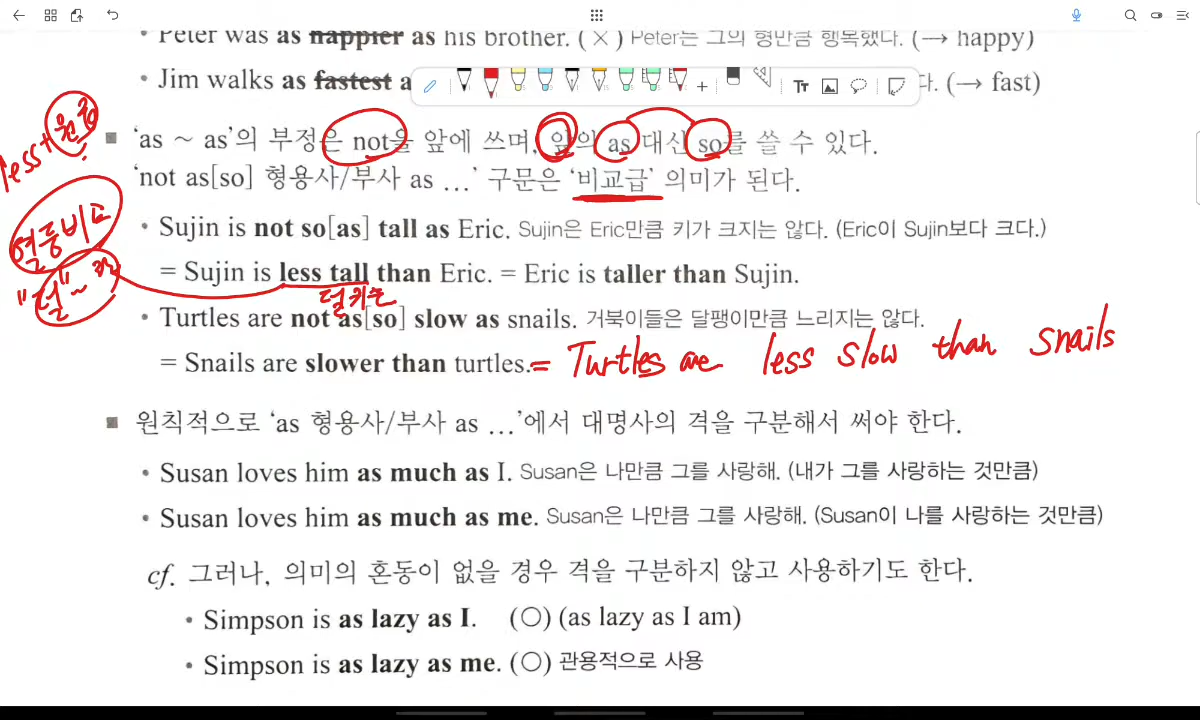 · Peter was as happier as his brother. (×) Peter는 그의 형만큼 행복했다. (→ happy)
· Jim walks as fastest a 다. (→ fast)
less + 원급
■ 'as ~ as'의 부정은 not을 앞에 쓰며, 앞의 as 대신 so를 쓸 수 있다.
'not as[so] 형용사/부사 as …' 구문은 '비교급' 의미가 된다.
열등비교
· Sujin is not so[as] tall as Eric. Sujin은 Eric만큼 키가 크지는 않다. (Eric이 Sujin보다 크다.)
"덜" ~
= Sujin is less tall than Eric. = Eric is taller than Sujin.
덜 키큰
· Turtles are not as[so] slow as snails. 거북이들은 달팽이만큼 느리지는 않다.
= Snails are slower than turtles. = Turtles are less slow than snails
■ 원칙적으로 'as 형용사/부사 as …'에서 대명사의 격을 구분해서 써야 한다.
· Susan loves him as much as I. Susan은 나만큼 그를 사랑해. (내가 그를 사랑하는 것만큼)
· Susan loves him as much as me. Susan은 나만큼 그를 사랑해. (Susan이 나를 사랑하는 것만큼)
cf. 그러나, 의미의 혼동이 없을 경우 격을 구분하지 않고 사용하기도 한다.
· Simpson is as lazy as I. (○) (as lazy as I am)
· Simpson is as lazy as me. (○) 관용적으로 사용